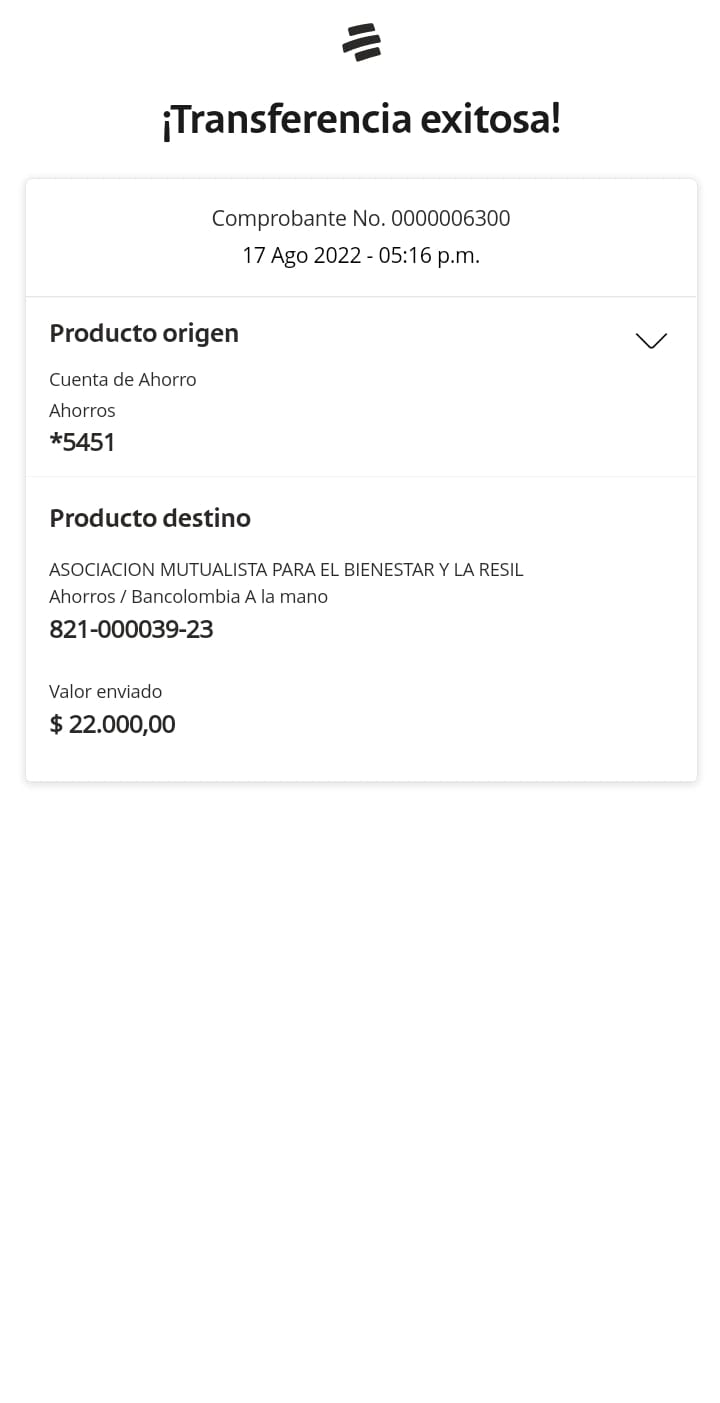 ¡Transferencia exitosa!
Comprobante No. 0000006300
17 Ago 2022 - 05:16 p.m.
Producto origen
Cuenta de Ahorro
Ahorros
*5451
Producto destino
ASOCIACION MUTUALISTA PARA EL BIENESTAR Y LA RESIL
Ahorros / Bancolombia A la mano
821-000039-23
Valor enviado
$ 22.000,00